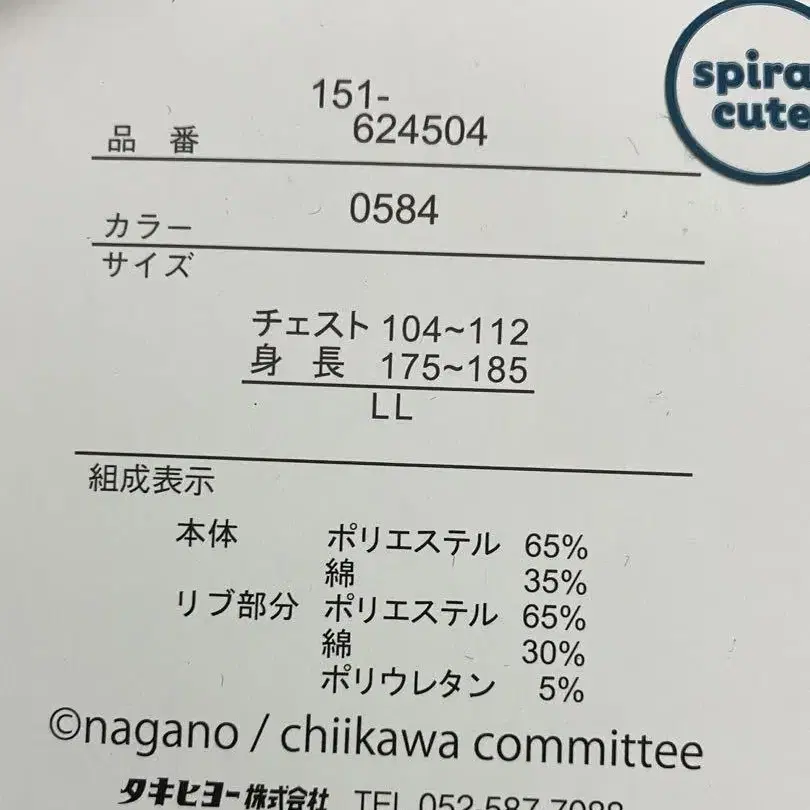 spira
cute
151-
品番 624504
カラー 0584
サイズ
チェスト 104~112
身長 175~185
LL
組成表示
本体 ポリエステル 65%
綿 35%
リブ部分 ポリエステル 65%
綿 30%
ポリウレタン 5%
©nagano / chiikawa committee
タキヒヨー株式会社 TEL 052-587-